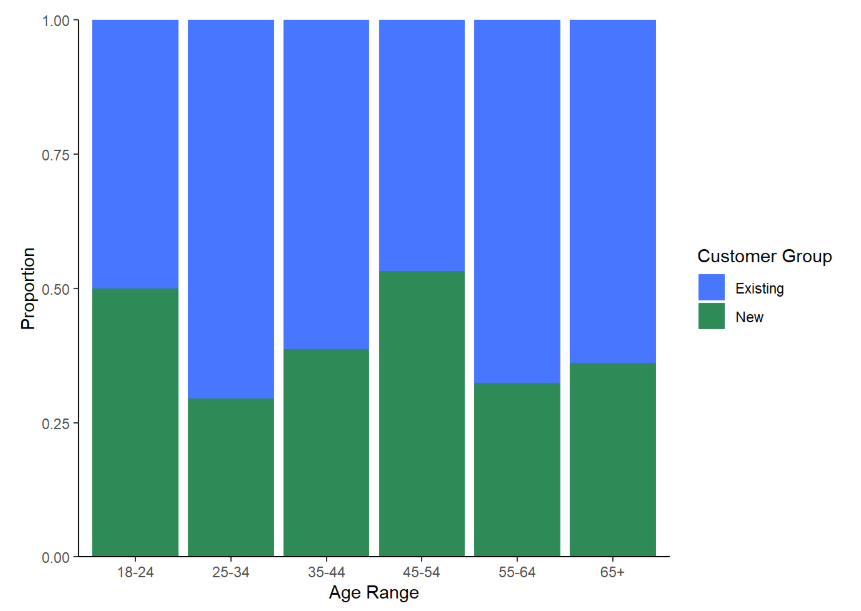 1.00
0.75
0.50
0.25
0.00
Proportion
18-24 25-34 35-44 45-54 55-64 65+
Age Range
Customer Group
Existing
New